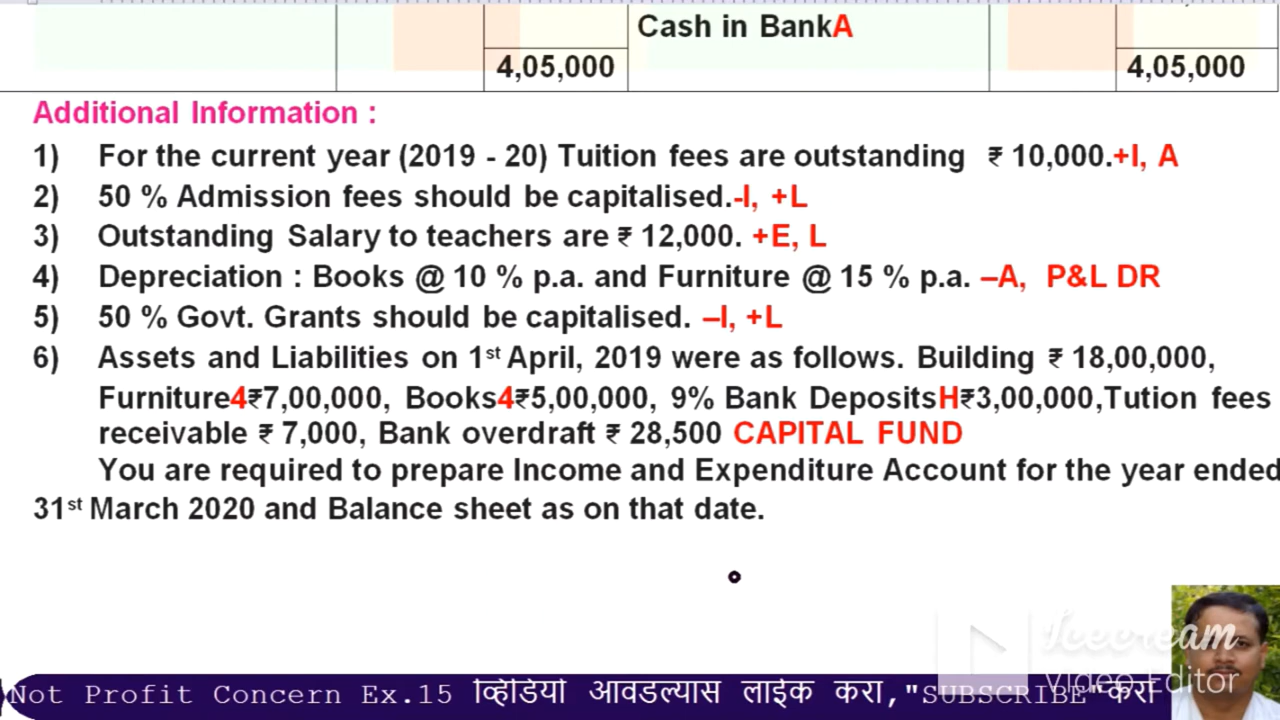 Cash in BankA
4,05,000 4,05,000
Additional Information :
1) For the current year (2019 - 20) Tuition fees are outstanding ₹ 10,000.+I, A
2) 50 % Admission fees should be capitalised.-I, +L
3) Outstanding Salary to teachers are ₹ 12,000. +E, L
4) Depreciation : Books @ 10 % p.a. and Furniture @ 15 % p.a. –A, P&L DR
5) 50 % Govt. Grants should be capitalised. –I, +L
6) Assets and Liabilities on 1st April, 2019 were as follows. Building ₹ 18,00,000,
Furniture4₹7,00,000, Books4₹5,00,000, 9% Bank DepositsH₹3,00,000,Tution fees
receivable ₹ 7,000, Bank overdraft ₹ 28,500 CAPITAL FUND
You are required to prepare Income and Expenditure Account for the year ended
31st March 2020 and Balance sheet as on that date.
Icecream
Video Editor
Not Profit Concern Ex.15 व्हिडियो आवडल्यास लाईक करा,"SUBSCRIBE"करा